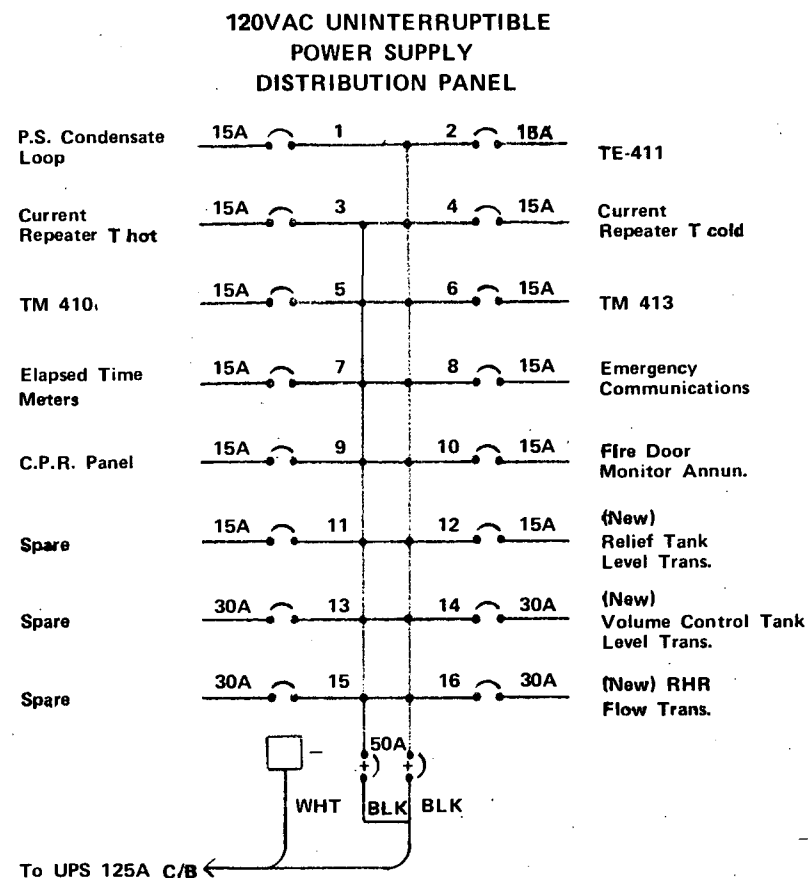 120VAC UNINTERRUPTIBLE
POWER SUPPLY
DISTRIBUTION PANEL
P.S. Condensate
Loop
15A 1 2 15A
TE-411
Current
Repeater T hot
15A 3 4 15A
Current
Repeater T cold
TM 410
15A 5 6 15A
TM 413
Elapsed Time
Meters
15A 7 8 15A
Emergency
Communications
C.P.R. Panel
15A 9 10 15A
Fire Door
Monitor Annun.
Spare
15A 11 12 15A
(New)
Relief Tank
Level Trans.
Spare
30A 13 14 30A
(New)
Volume Control Tank
Level Trans.
Spare
30A 15 16 30A
(New) RHR
Flow Trans.
50A
WHT BLK BLK
To UPS 125A C/B